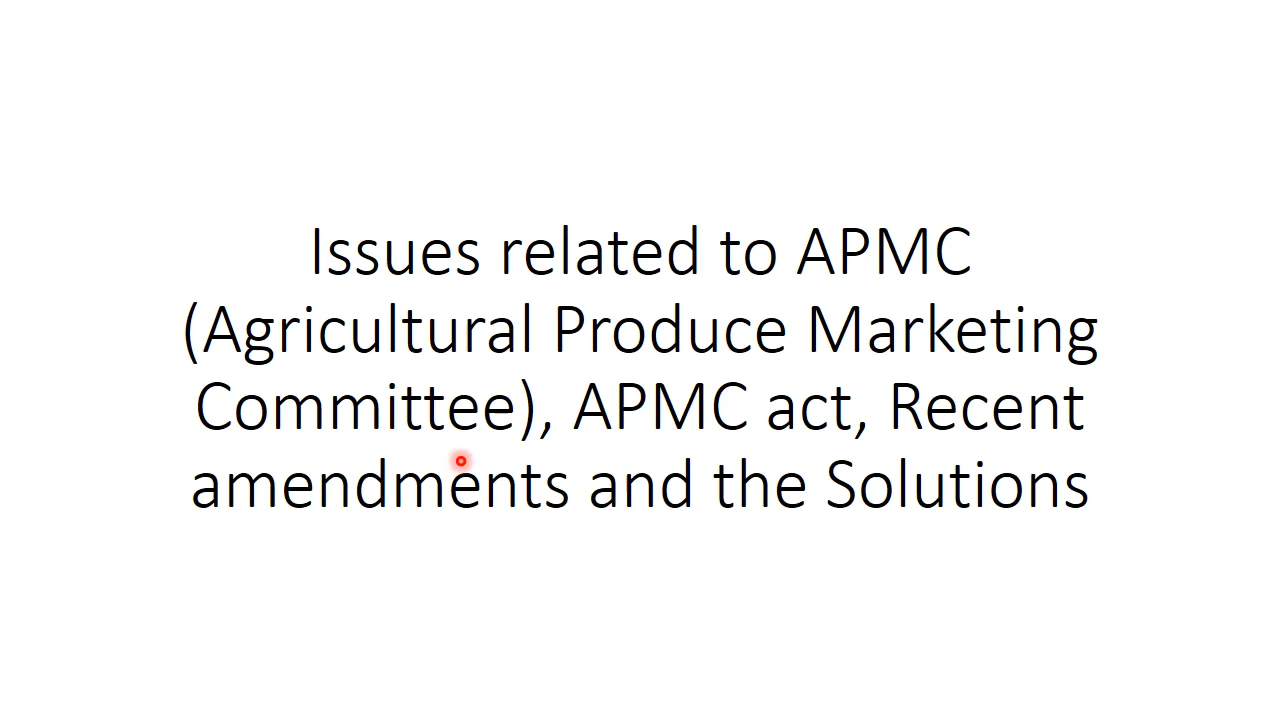 Issues related to APMC
(Agricultural Produce Marketing
Committee), APMC act, Recent
amendments and the Solutions